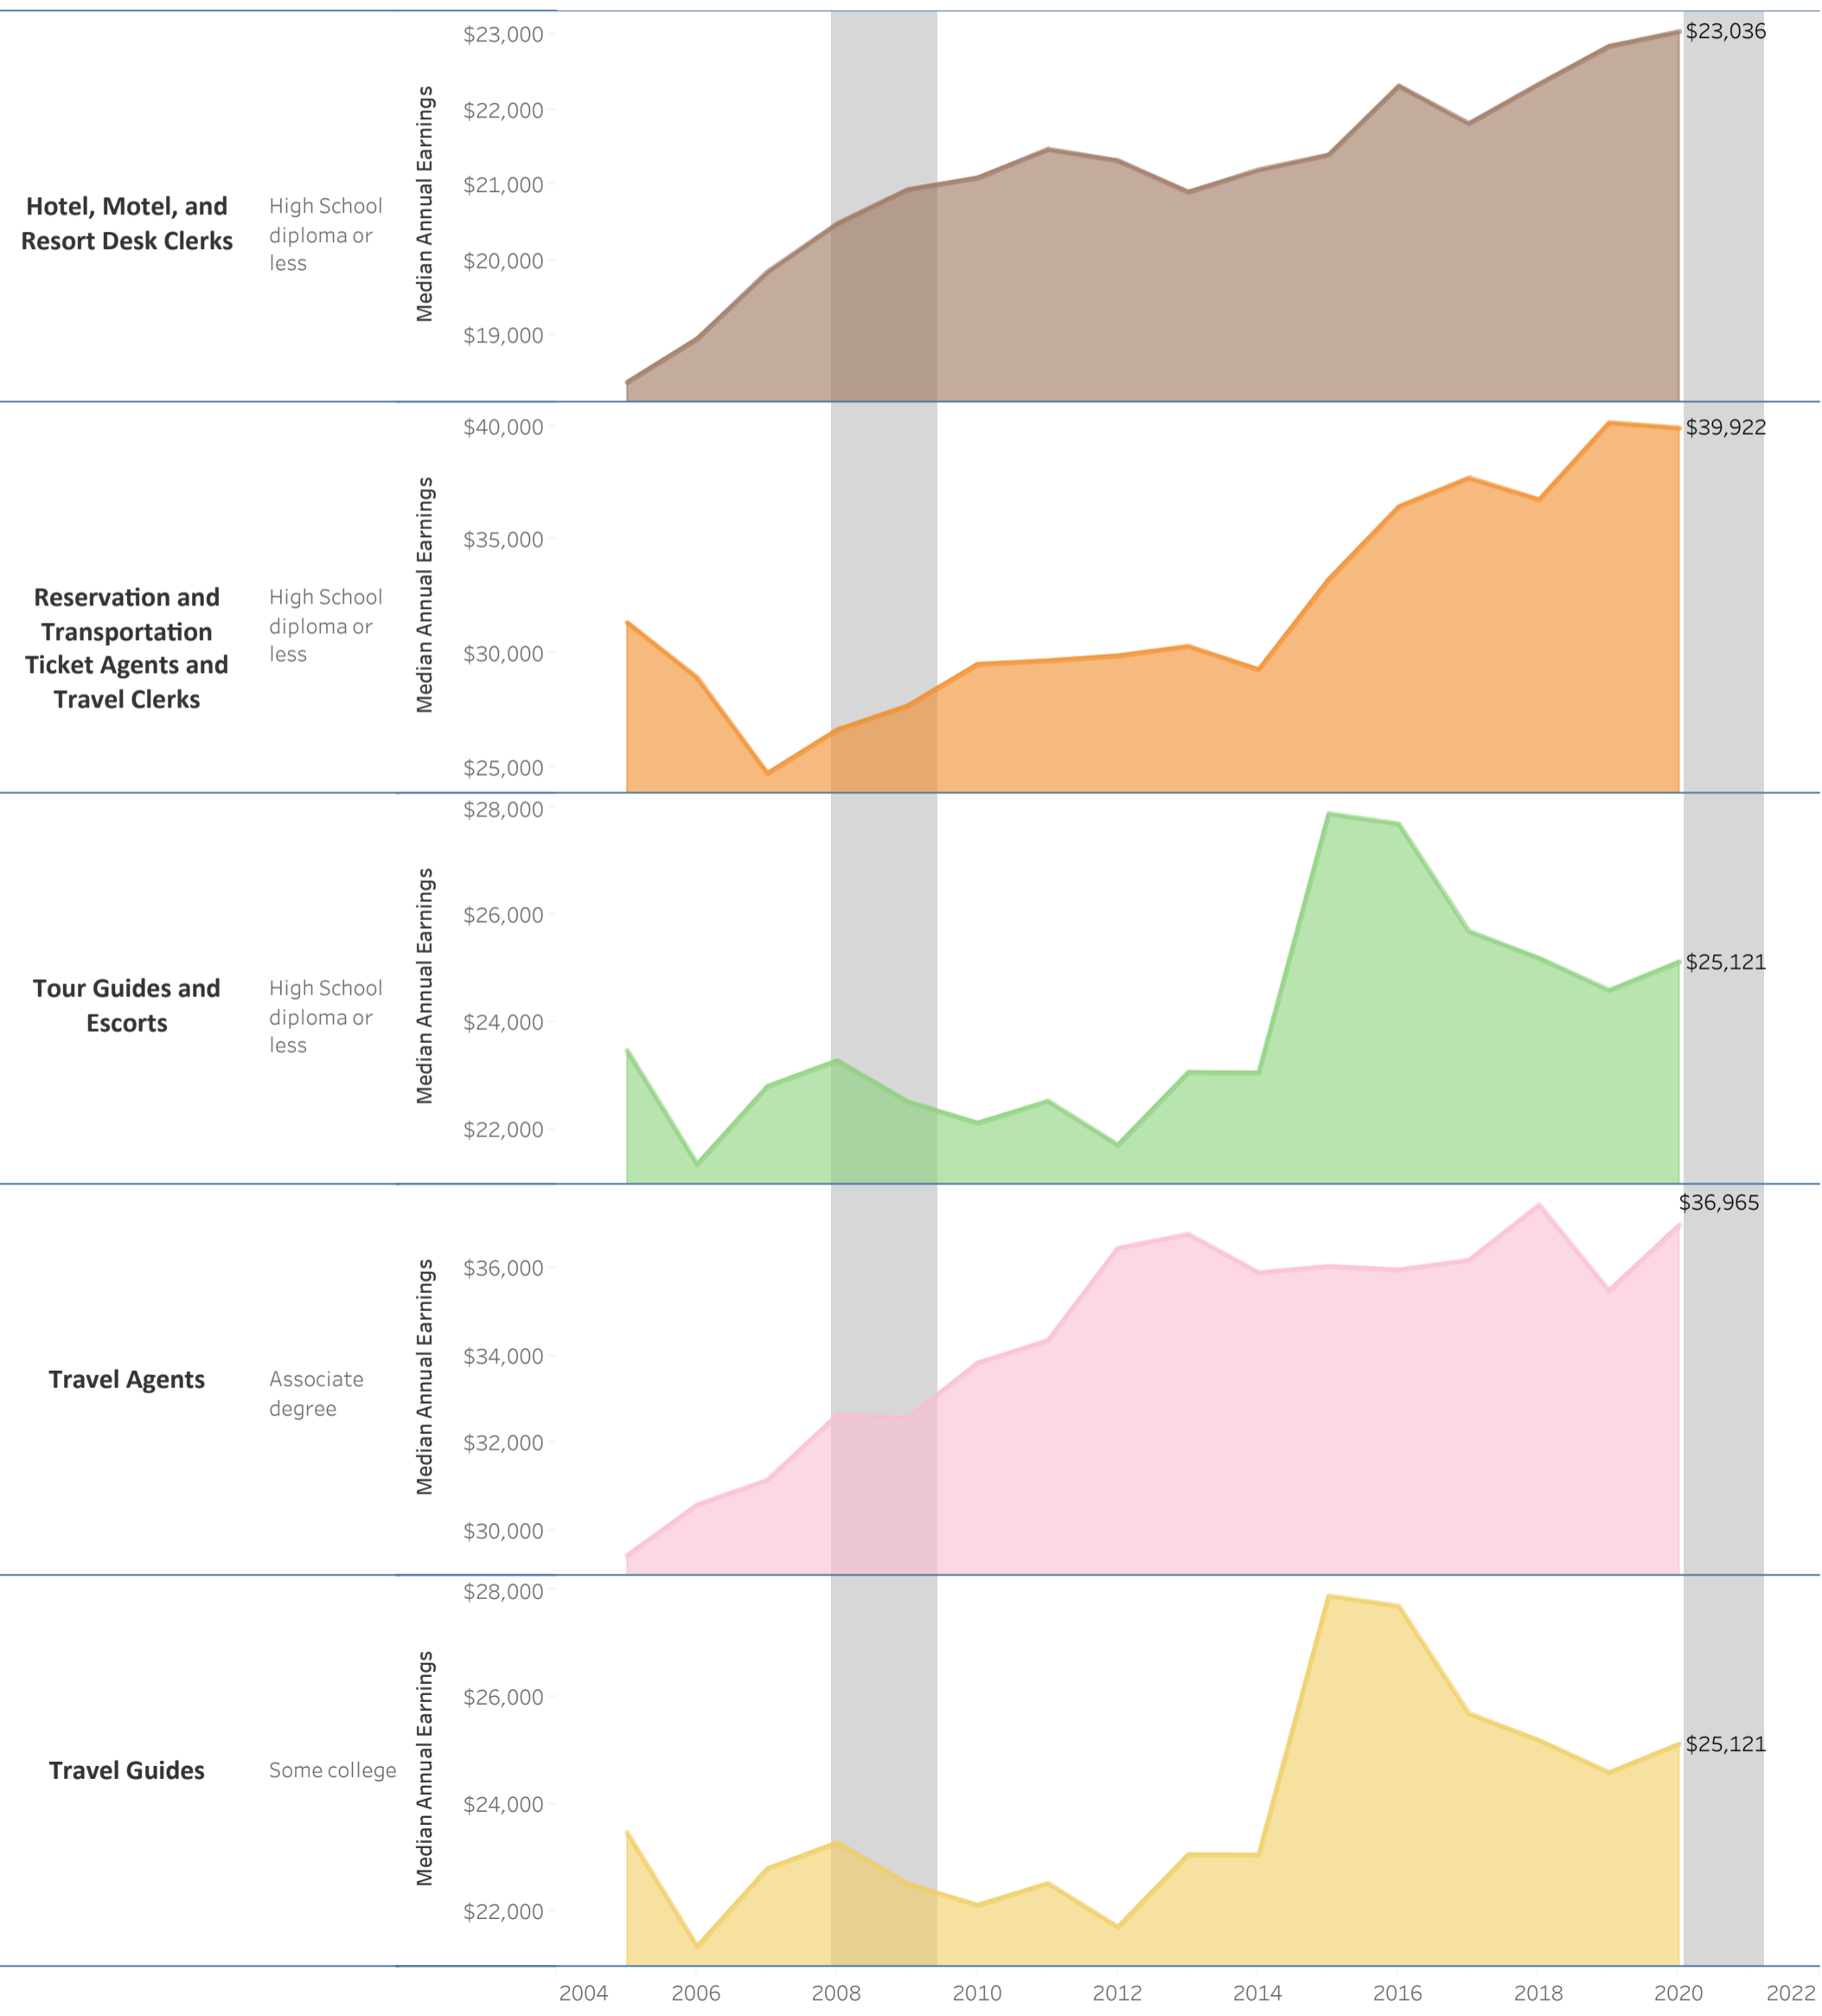 Hotel, Motel, and
Resort Desk Clerks
High School
diploma or
less
Median Annual Earnings
$23,000
$22,000
$21,000
$20,000
$19,000
$23,036
Reservation and
Transportation
Ticket Agents and
Travel Clerks
High School
diploma or
less
Median Annual Earnings
$40,000
$35,000
$30,000
$25,000
$39,922
Tour Guides and
Escorts
High School
diploma or
less
Median Annual Earnings
$28,000
$26,000
$24,000
$22,000
$25,121
Travel Agents
Associate
degree
Median Annual Earnings
$36,000
$34,000
$32,000
$30,000
$36,965
Travel Guides
Some college
Median Annual Earnings
$28,000
$26,000
$24,000
$22,000
$25,121
2004 2006 2008 2010 2012 2014 2016 2018 2020 2022